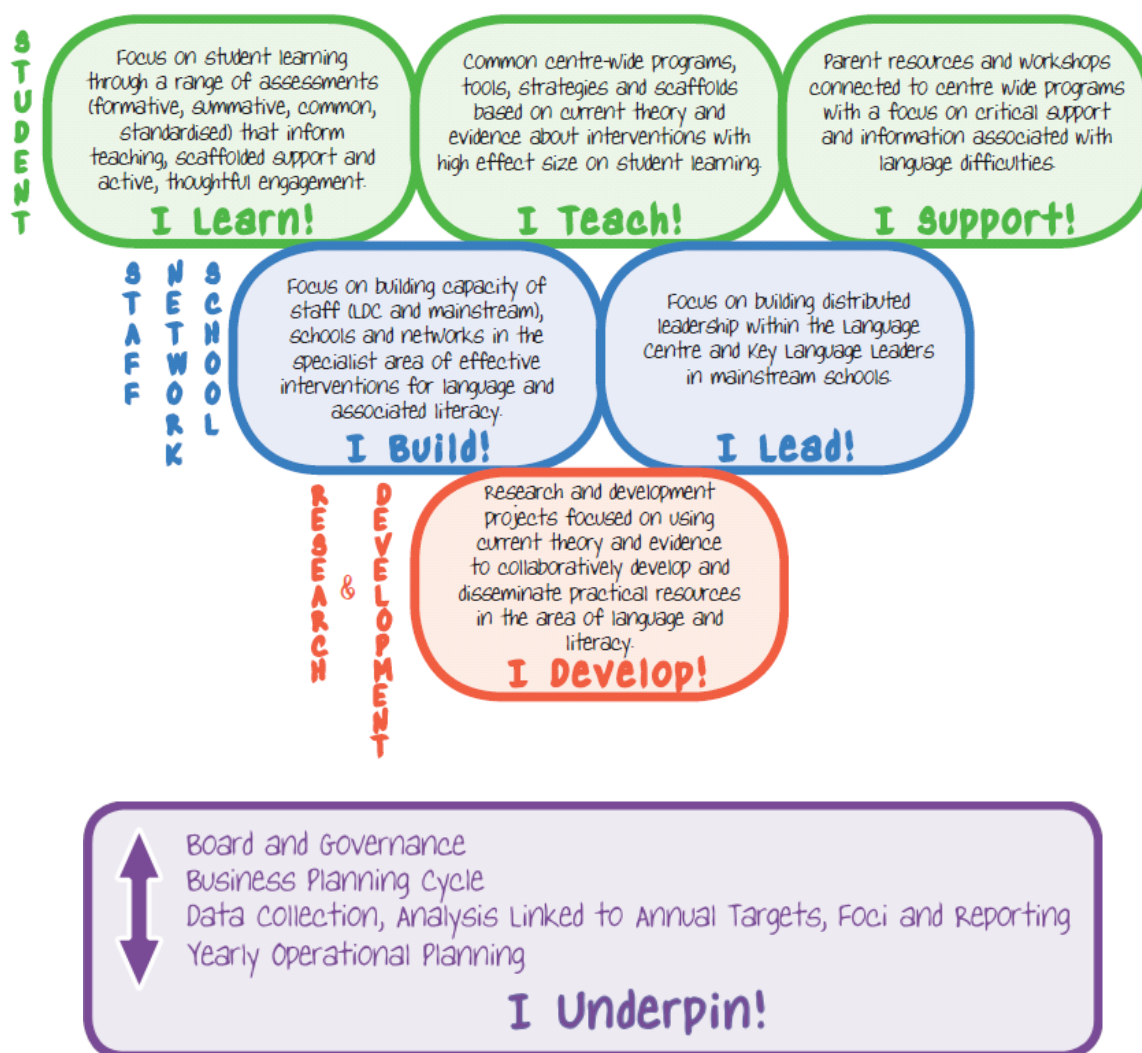 STUDENT
Focus on student learning
through a range of assessments
(formative, summative, common,
standardised) that inform
teaching, scaffolded support and
active, thoughtful engagement.
I Learn!
Common centre-wide programs,
tools, strategies and scaffolds
based on current theory and
evidence about interventions with
high effect size on student learning.
I Teach!
Parent resources and workshops
connected to centre wide programs
with a focus on critical support
and information associated with
language difficulties.
I Support!
STAFF
NETWORK
SCHOOL
Focus on building capacity of
staff (LDC and mainstream),
schools and networks in the
specialist area of effective
interventions for language and
associated literacy.
I Build!
Focus on building distributed
leadership within the Language
Centre and Key Language Leaders
in mainstream schools.
I Lead!
RESEARCH
&
DEVELOPMENT
Research and development
projects focused on using
current theory and evidence
to collaboratively develop and
disseminate practical resources
in the area of language and
literacy.
I Develop!
Board and Governance
Business Planning Cycle
Data Collection, Analysis Linked to Annual Targets, Foci and Reporting
Yearly Operational Planning
I Underpin!